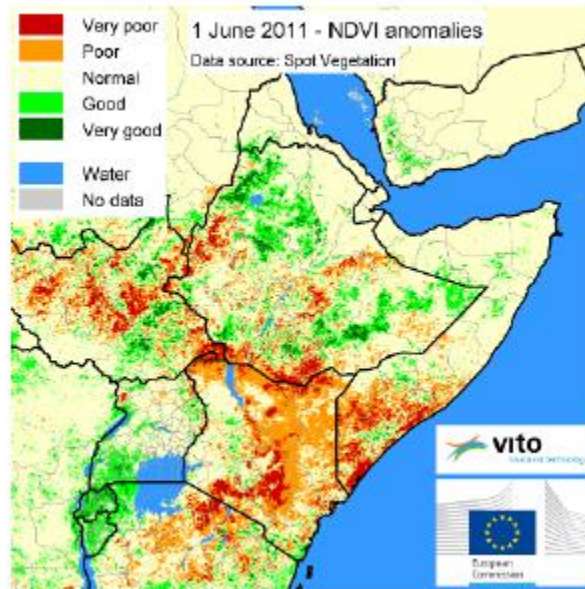 Very poor
Poor
Normal
Good
Very good
Water
No data
1 June 2011 - NDVI anomalies
Data source: Spot Vegetation
vito
European
Commission